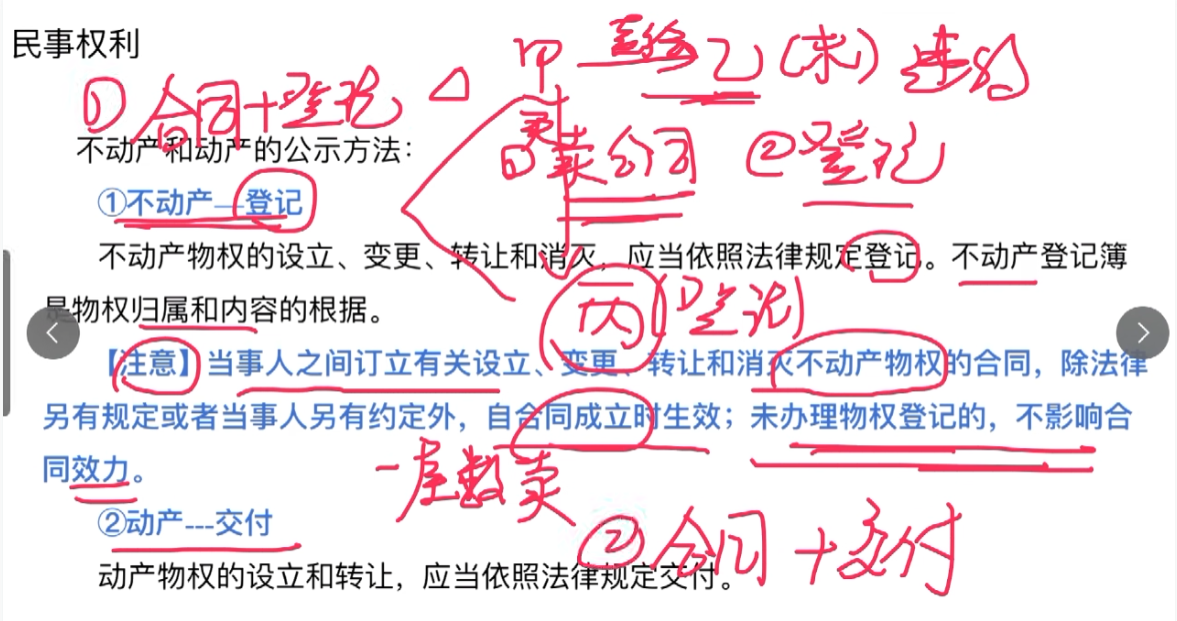 民事权利
甲 卖给 乙（未）违约
① 合同+登记 △
卖
① 买卖合同 ② 登记
不动产和动产的公示方法：
①不动产—登记
不动产物权的设立、变更、转让和消灭，应当依照法律规定登记。不动产登记簿
是物权归属和内容的根据。
丙（登记）
【注意】当事人之间订立有关设立、变更、转让和消灭不动产物权的合同，除法律
另有规定或者当事人另有约定外，自合同成立时生效；未办理物权登记的，不影响合
同效力。
一房数卖
②动产---交付
② 合同+交付
动产物权的设立和转让，应当依照法律规定交付。